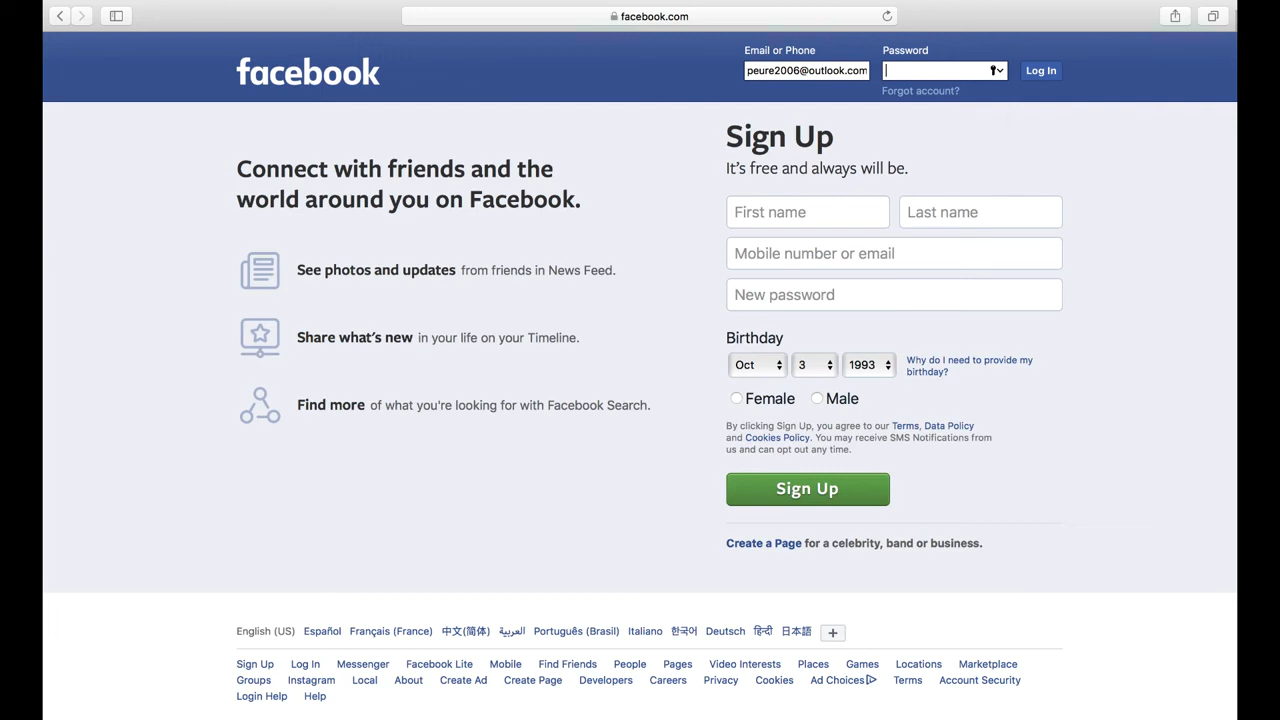 facebook.com
facebook
Email or Phone
Password
peure2006@outlook.com
Log In
Forgot account?
Connect with friends and the
world around you on Facebook.
See photos and updates from friends in News Feed.
Share what's new in your life on your Timeline.
Find more of what you're looking for with Facebook Search.
Sign Up
It's free and always will be.
First name
Last name
Mobile number or email
New password
Birthday
Oct 3 1993
Why do I need to provide my
birthday?
Female Male
By clicking Sign Up, you agree to our Terms, Data Policy
and Cookies Policy. You may receive SMS Notifications from
us and can opt out any time.
Sign Up
Create a Page for a celebrity, band or business.
English (US) Español Français (France) 中文(简体) العربية Português (Brasil) Italiano 한국어 Deutsch हिन्दी 日本語
Sign Up Log In Messenger Facebook Lite Mobile Find Friends People Pages Video Interests Places Games Locations Marketplace
Groups Instagram Local About Create Ad Create Page Developers Careers Privacy Cookies Ad Choices Terms Account Security
Login Help Help